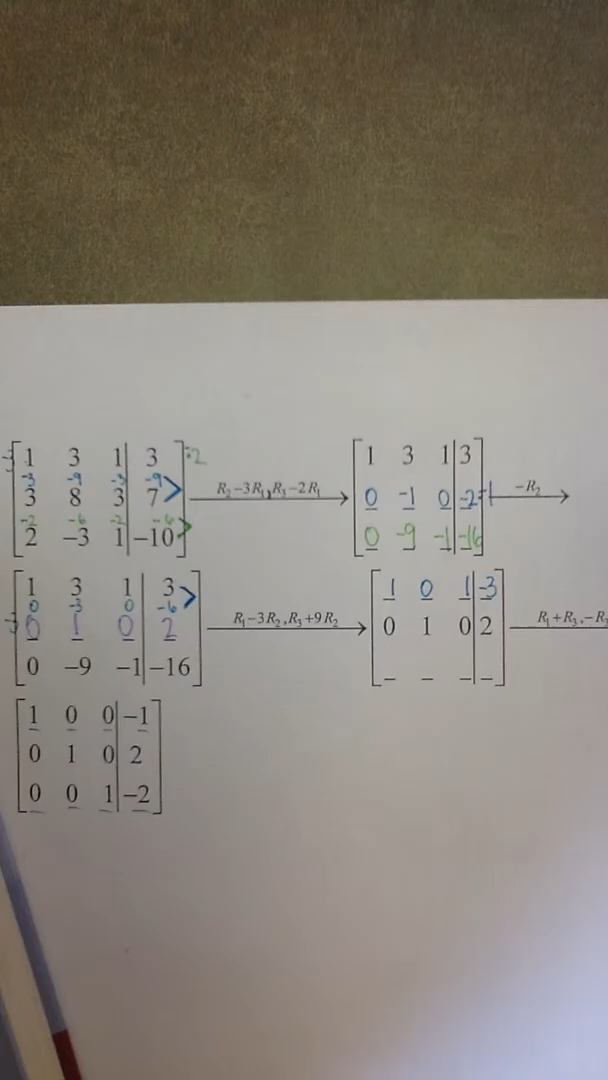 -3 1 3 1 3 ·-2 1 3 1 3
-3 -9 -3 -9
3 8 3 7 R₂-3R₁,R₃-2R₁ 0 -1 0 -2 ·-1 -R₂
-2 -6 -2 -6
2 -3 1 -10 0 -9 -1 -16
1 3 1 3 1 0 1 -3
0 -3 0 -6
-3 0 1 0 2 R₁-3R₂,R₃+9R₂ 0 1 0 2 R₁+R₃,-R₃
0 -9 -1 -16 _ _ _ _
1 0 0 -1
0 1 0 2
0 0 1 -2